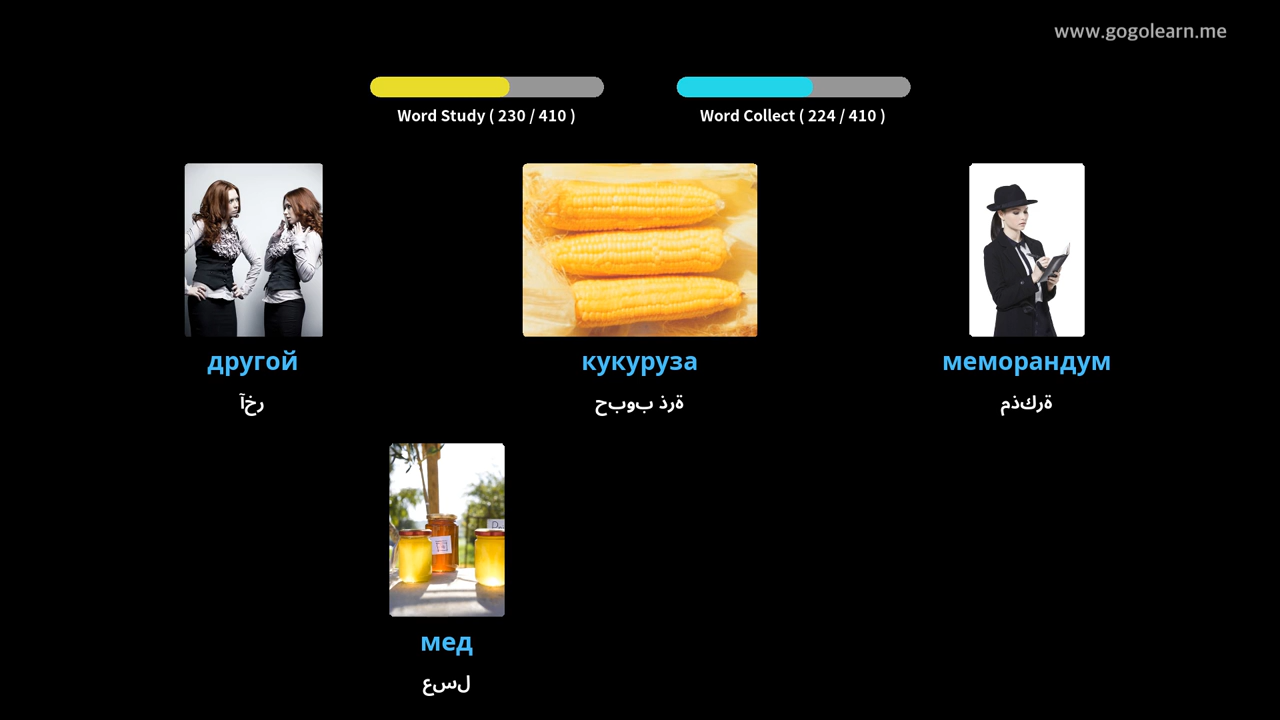 www.gogolearn.me
Word Study ( 230 / 410 )
Word Collect ( 224 / 410 )
другой
кукуруза
меморандум
رخآ
ةرذ بوبح
ةركذم
мед
لسع